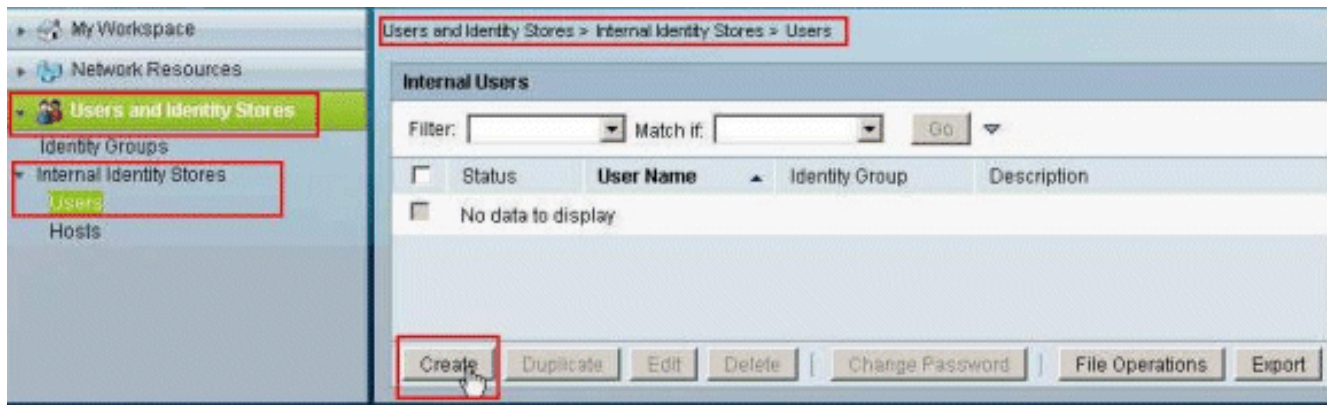 My Workspace
Network Resources
Users and Identity Stores
Identity Groups
Internal Identity Stores
Users
Hosts
Users and Identity Stores > Internal Identity Stores > Users
Internal Users
Filter: Match if: Go
Status User Name Identity Group Description
No data to display
Create Duplicate Edit Delete [ Change Password ] File Operations Export